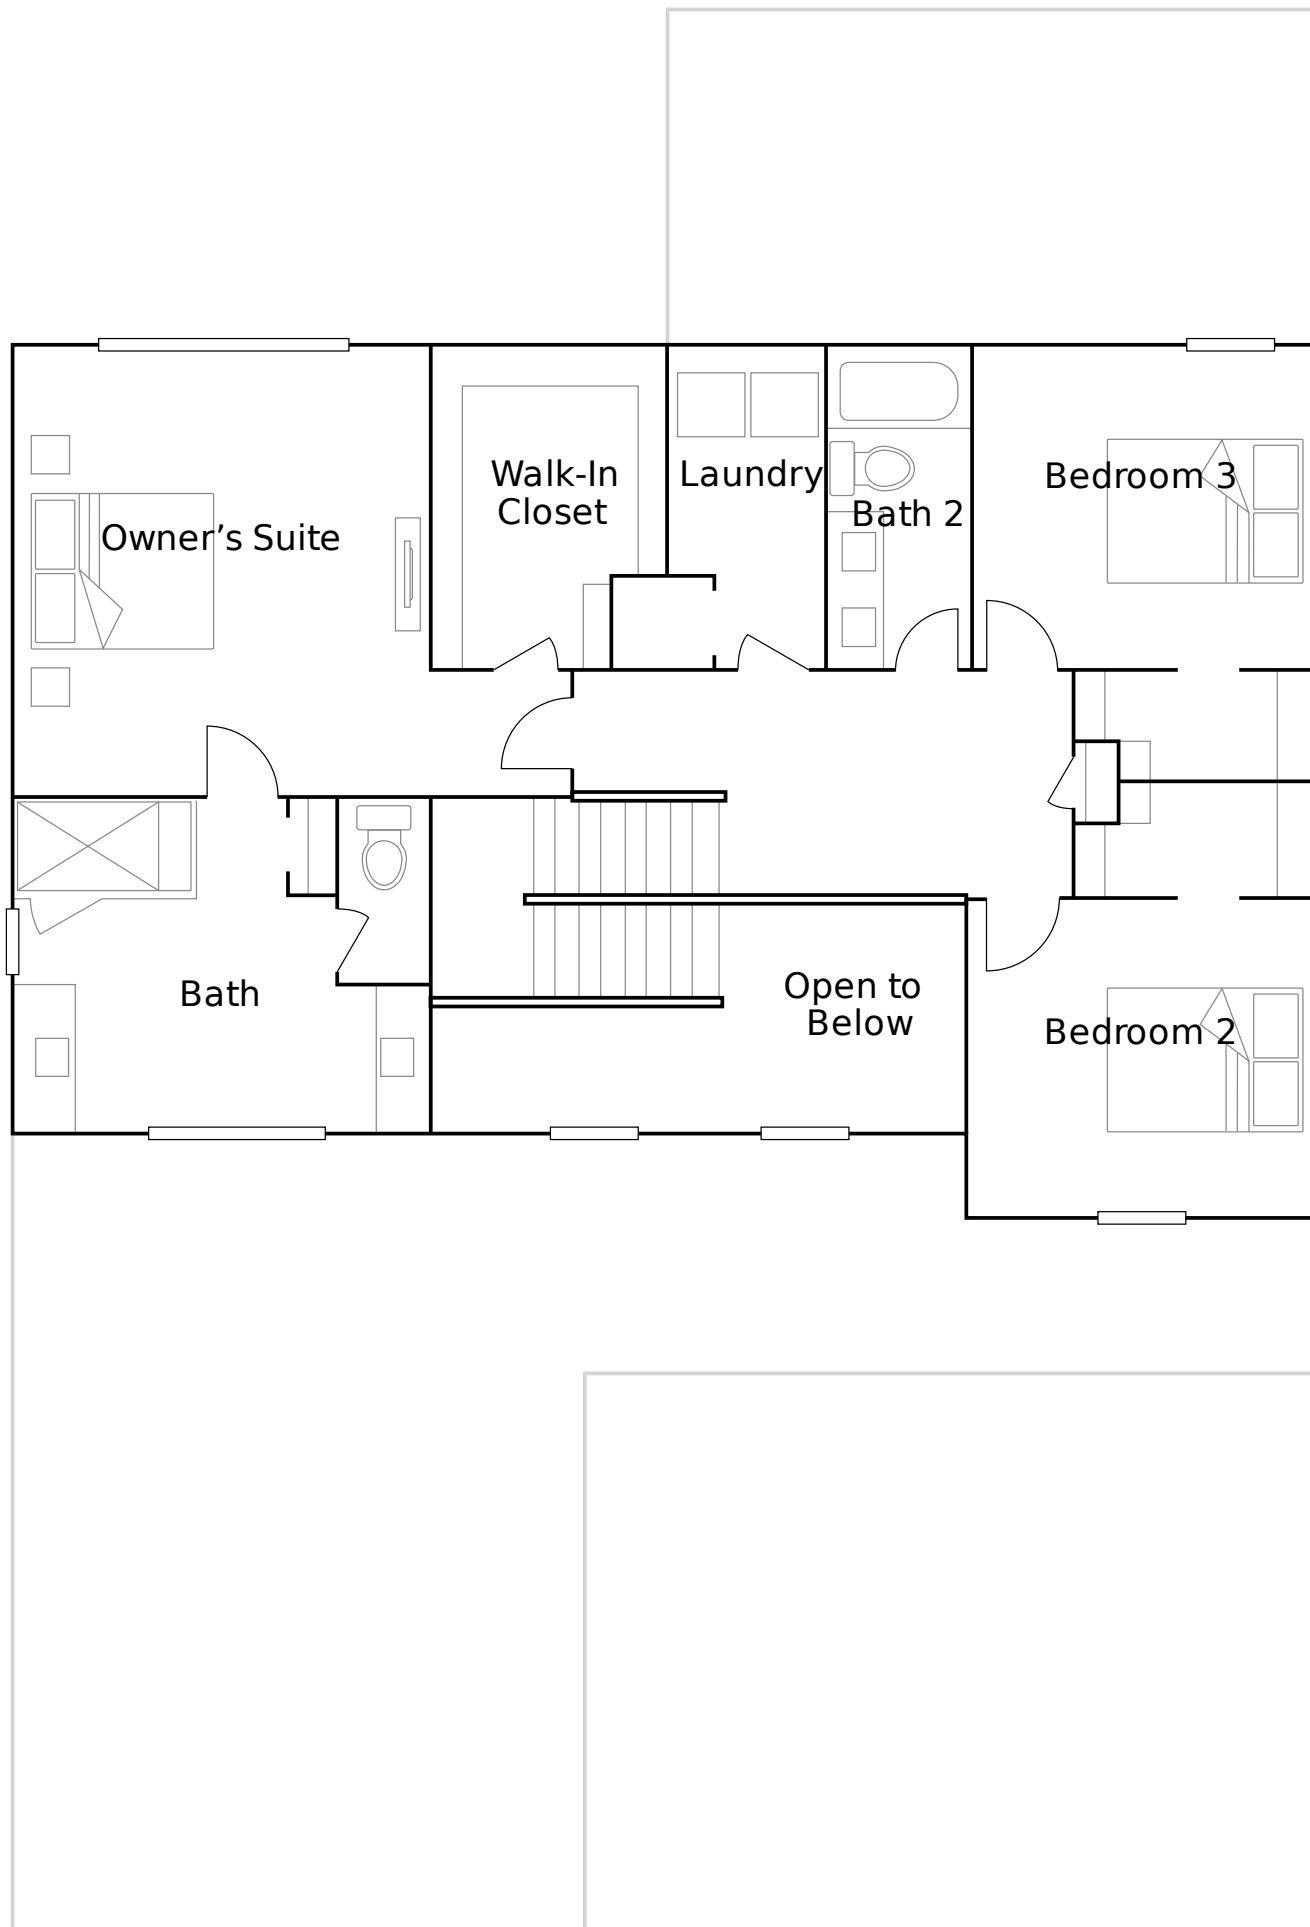 Walk-In
Closet
Laundry
Bedroom 3
Bath 2
Owner’s Suite
Bath
Open to
Below
Bedroom 2